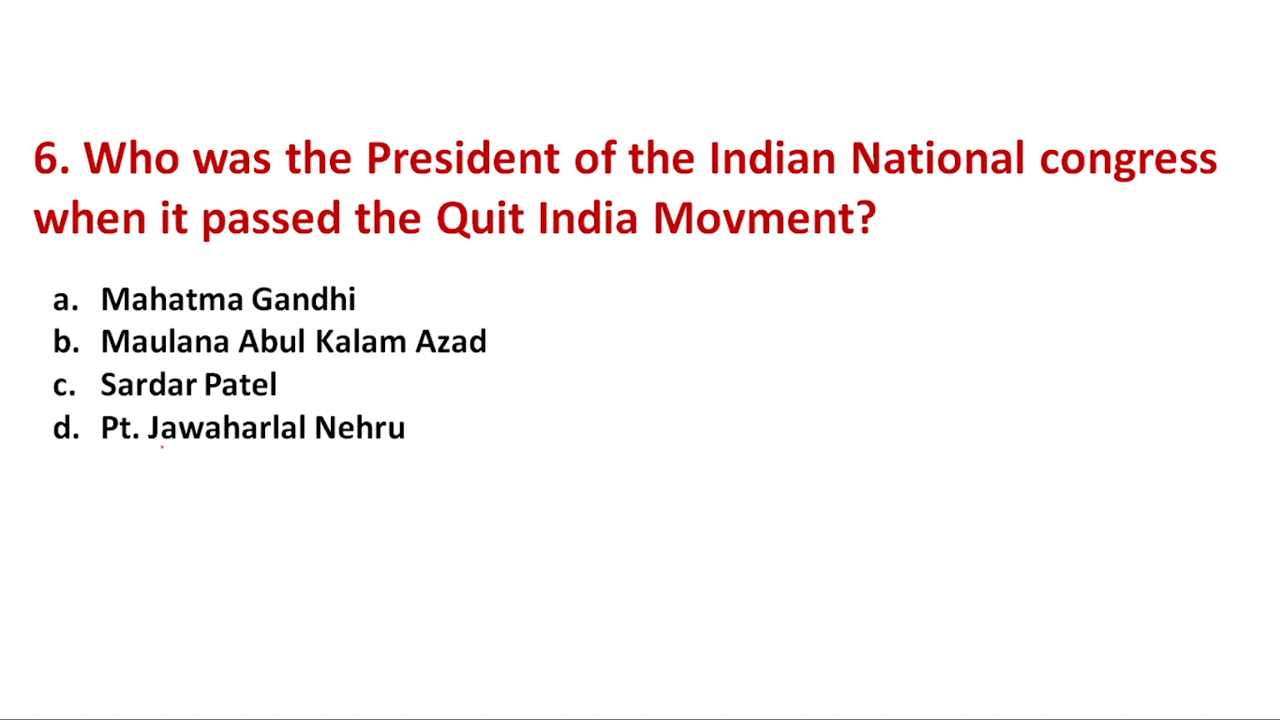 6. Who was the President of the Indian National congress
when it passed the Quit India Movment?
a. Mahatma Gandhi
b. Maulana Abul Kalam Azad
c. Sardar Patel
d. Pt. Jawaharlal Nehru